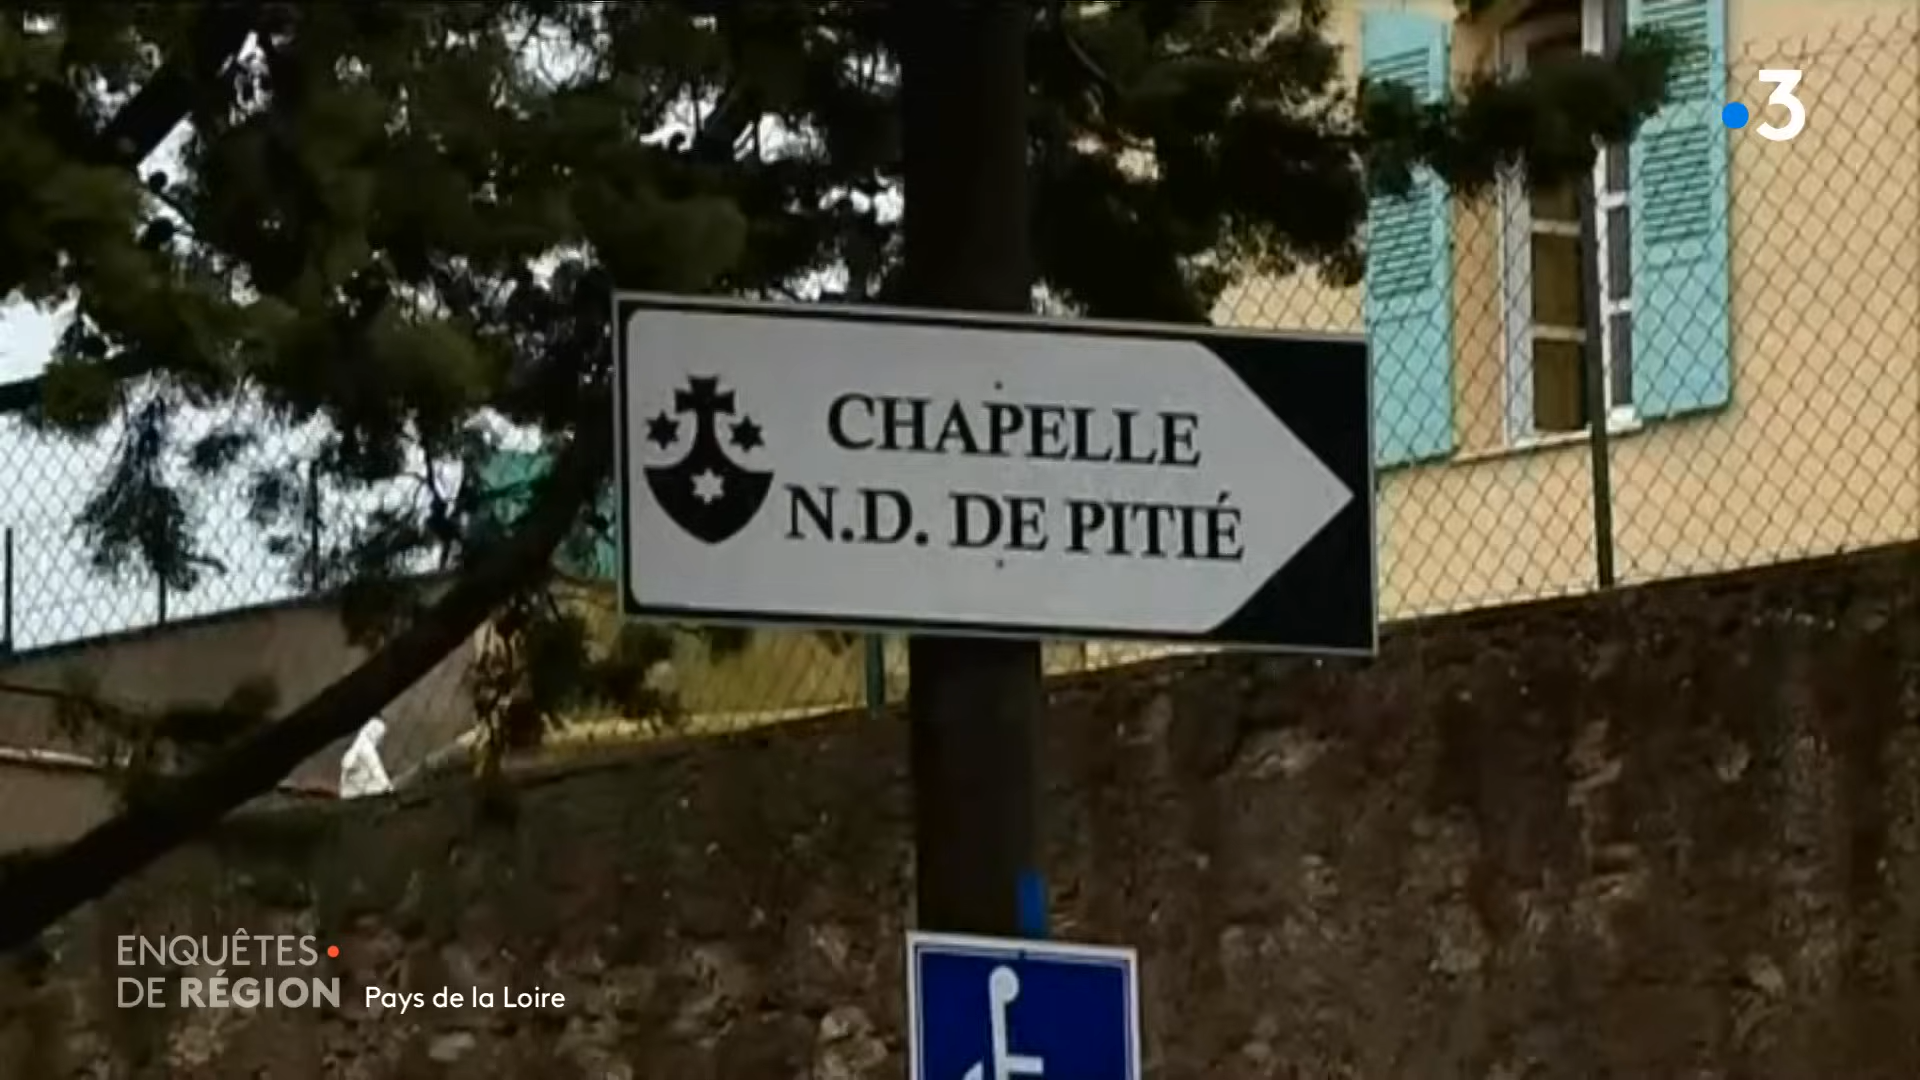 3
CHAPELLE
N.D. DE PITIÉ
ENQUÊTES
DE RÉGION Pays de la Loire